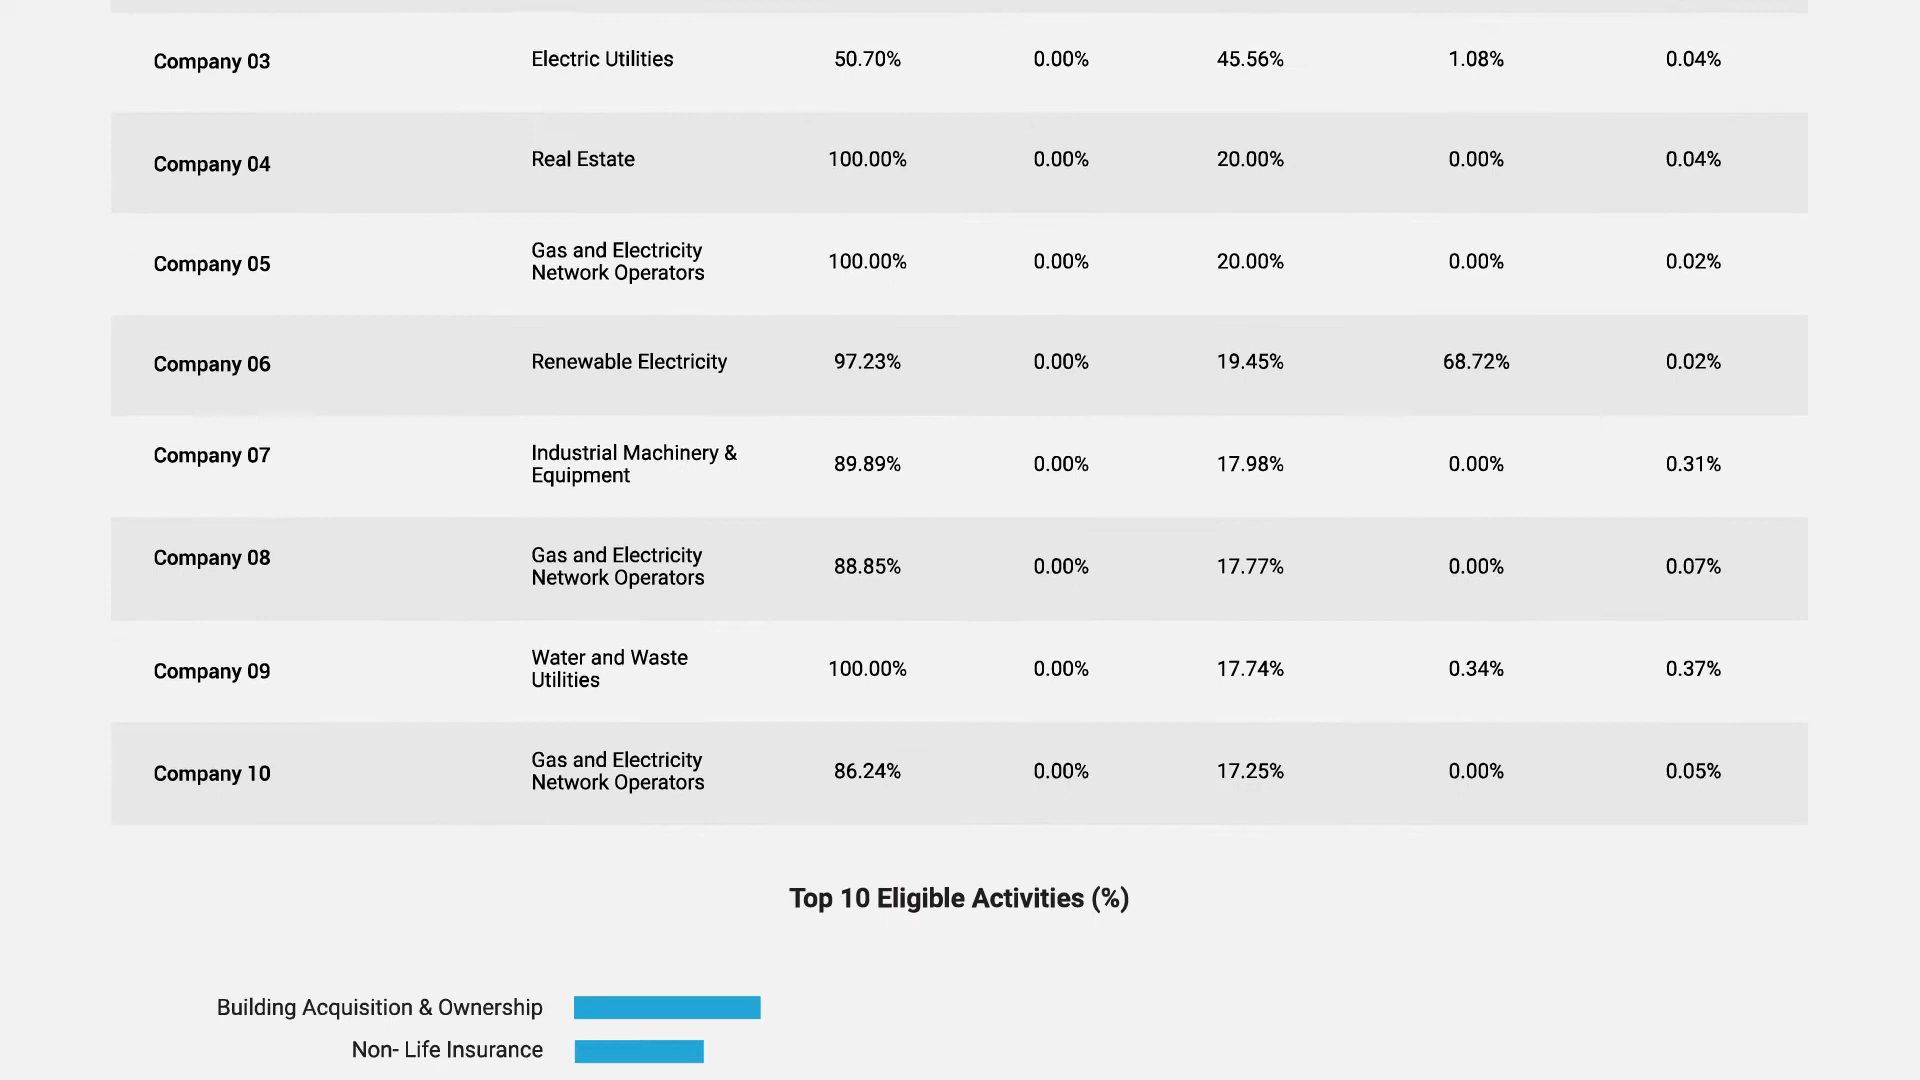 Company 03 Electric Utilities 50.70% 0.00% 45.56% 1.08% 0.04%
Company 04 Real Estate 100.00% 0.00% 20.00% 0.00% 0.04%
Company 05 Gas and Electricity
Network Operators 100.00% 0.00% 20.00% 0.00% 0.02%
Company 06 Renewable Electricity 97.23% 0.00% 19.45% 68.72% 0.02%
Company 07 Industrial Machinery &
Equipment 89.89% 0.00% 17.98% 0.00% 0.31%
Company 08 Gas and Electricity
Network Operators 88.85% 0.00% 17.77% 0.00% 0.07%
Company 09 Water and Waste
Utilities 100.00% 0.00% 17.74% 0.34% 0.37%
Company 10 Gas and Electricity
Network Operators 86.24% 0.00% 17.25% 0.00% 0.05%
Top 10 Eligible Activities (%)
Building Acquisition & Ownership
Non- Life Insurance